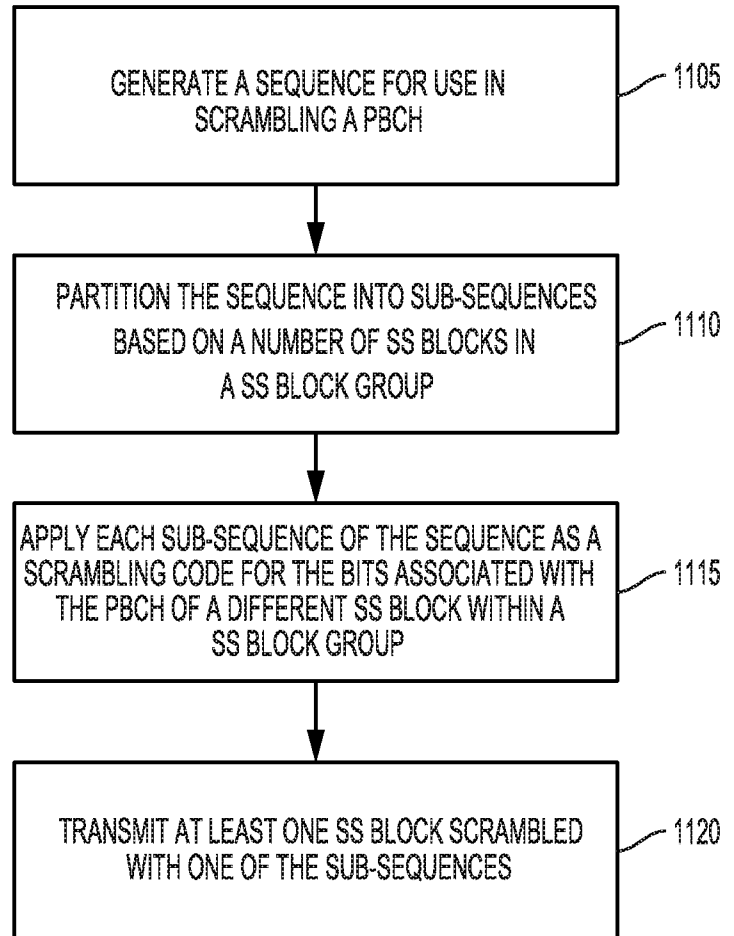 GENERATE A SEQUENCE FOR USE IN
SCRAMBLING A PBCH
1105
PARTITION THE SEQUENCE INTO SUB-SEQUENCES
BASED ON A NUMBER OF SS BLOCKS IN
A SS BLOCK GROUP
1110
APPLY EACH SUB-SEQUENCE OF THE SEQUENCE AS A
SCRAMBLING CODE FOR THE BITS ASSOCIATED WITH
THE PBCH OF A DIFFERENT SS BLOCK WITHIN A
SS BLOCK GROUP
1115
TRANSMIT AT LEAST ONE SS BLOCK SCRAMBLED
WITH ONE OF THE SUB-SEQUENCES
1120